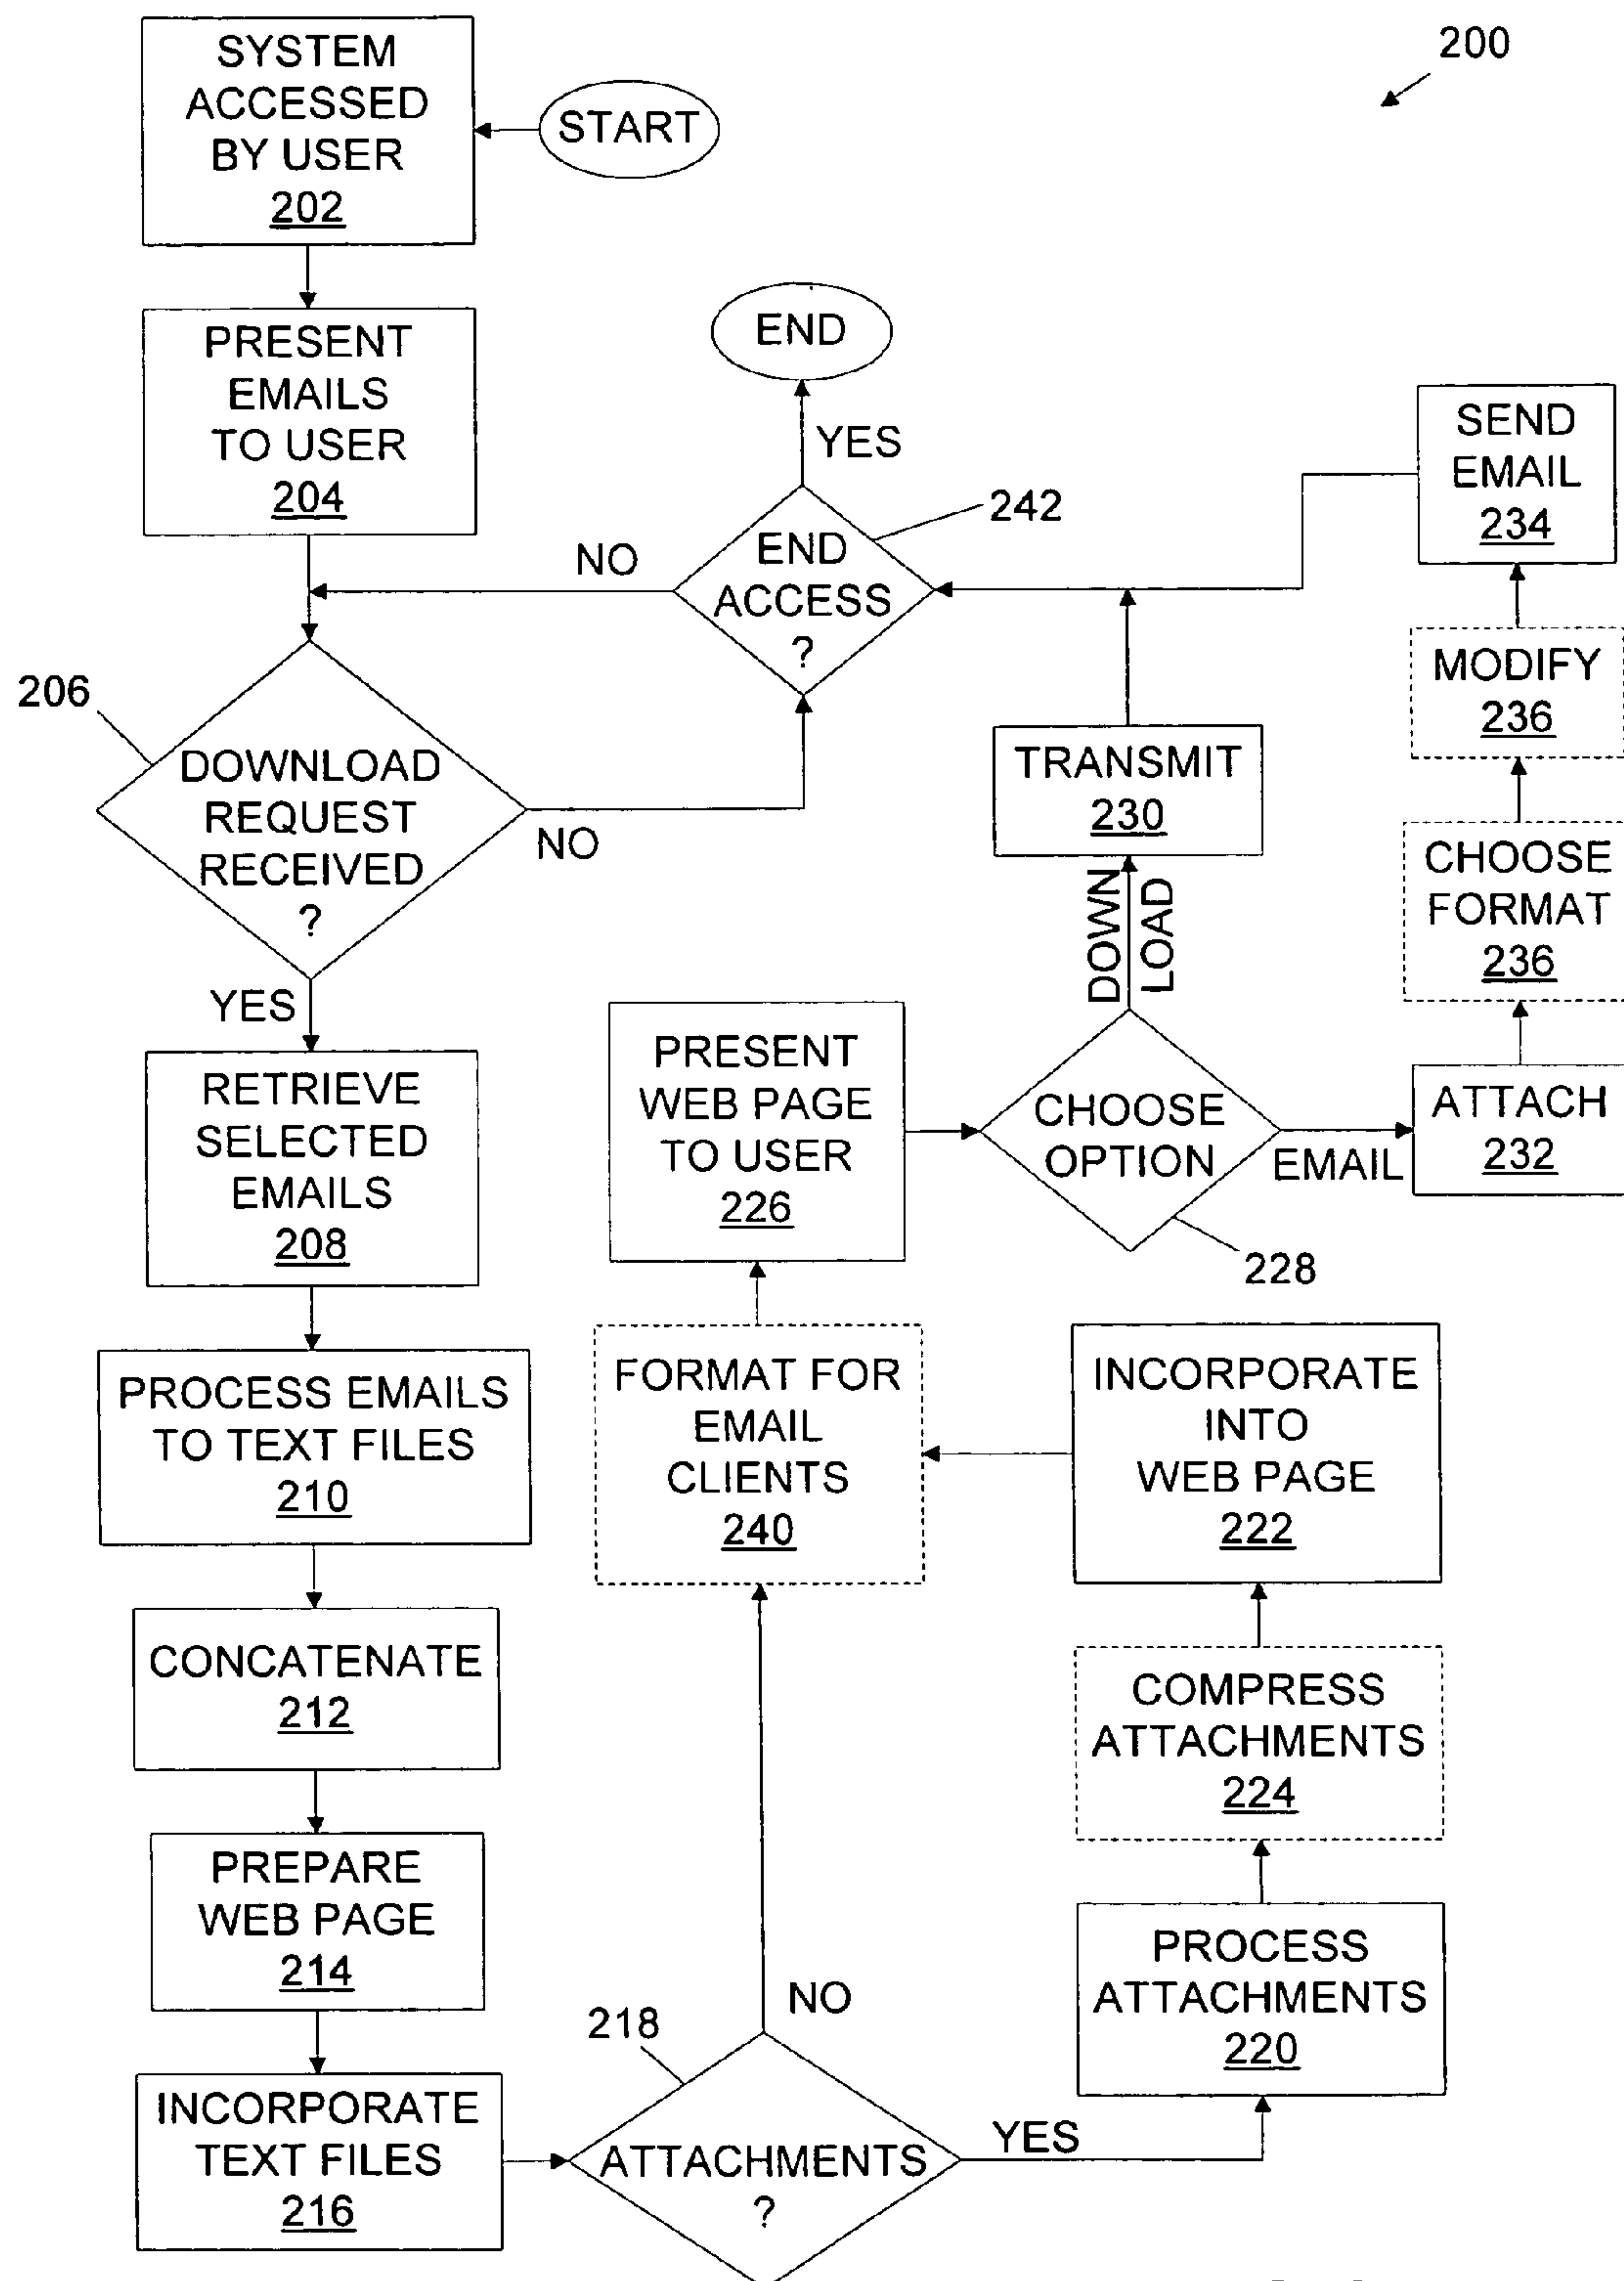 200
SYSTEM
ACCESSED
BY USER
202
START
PRESENT
EMAILS
TO USER
204
END
YES
END
ACCESS
?
242
NO
SEND
EMAIL
234
MODIFY
236
CHOOSE
FORMAT
236
ATTACH
232
206
DOWNLOAD
REQUEST
RECEIVED
?
NO
YES
TRANSMIT
230
DOWN
LOAD
RETRIEVE
SELECTED
EMAILS
208
PRESENT
WEB PAGE
TO USER
226
CHOOSE
OPTION
EMAIL
228
PROCESS EMAILS
TO TEXT FILES
210
FORMAT FOR
EMAIL
CLIENTS
240
INCORPORATE
INTO
WEB PAGE
222
CONCATENATE
212
COMPRESS
ATTACHMENTS
224
PREPARE
WEB PAGE
214
PROCESS
ATTACHMENTS
220
INCORPORATE
TEXT FILES
216
218
NO
ATTACHMENTS
?
YES